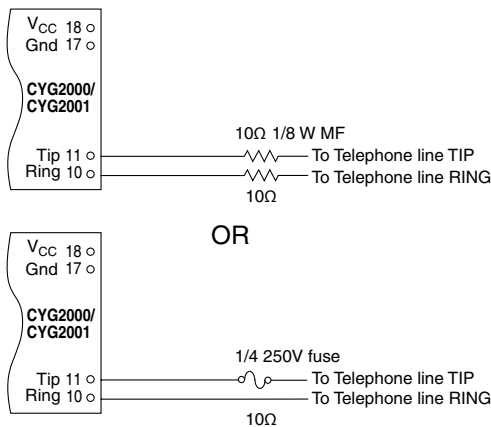 V_CC 18
Gnd 17
CYG2000/
CYG2001
10Ω 1/8 W MF
Tip 11 To Telephone line TIP
Ring 10 To Telephone line RING
10Ω
OR
V_CC 18
Gnd 17
CYG2000/
CYG2001
1/4 250V fuse
Tip 11 To Telephone line TIP
Ring 10 To Telephone line RING
10Ω